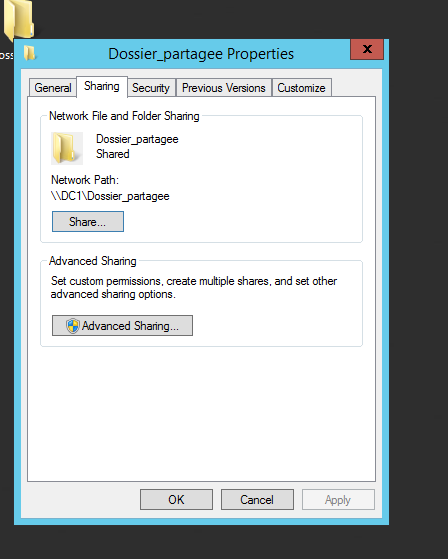 Dossier_partagee Properties
x
General Sharing Security Previous Versions Customize
Network File and Folder Sharing
Dossier_partagee
Shared
Network Path:
\\DC1\Dossier_partagee
Share...
Advanced Sharing
Set custom permissions, create multiple shares, and set other
advanced sharing options.
Advanced Sharing...
OK Cancel Apply